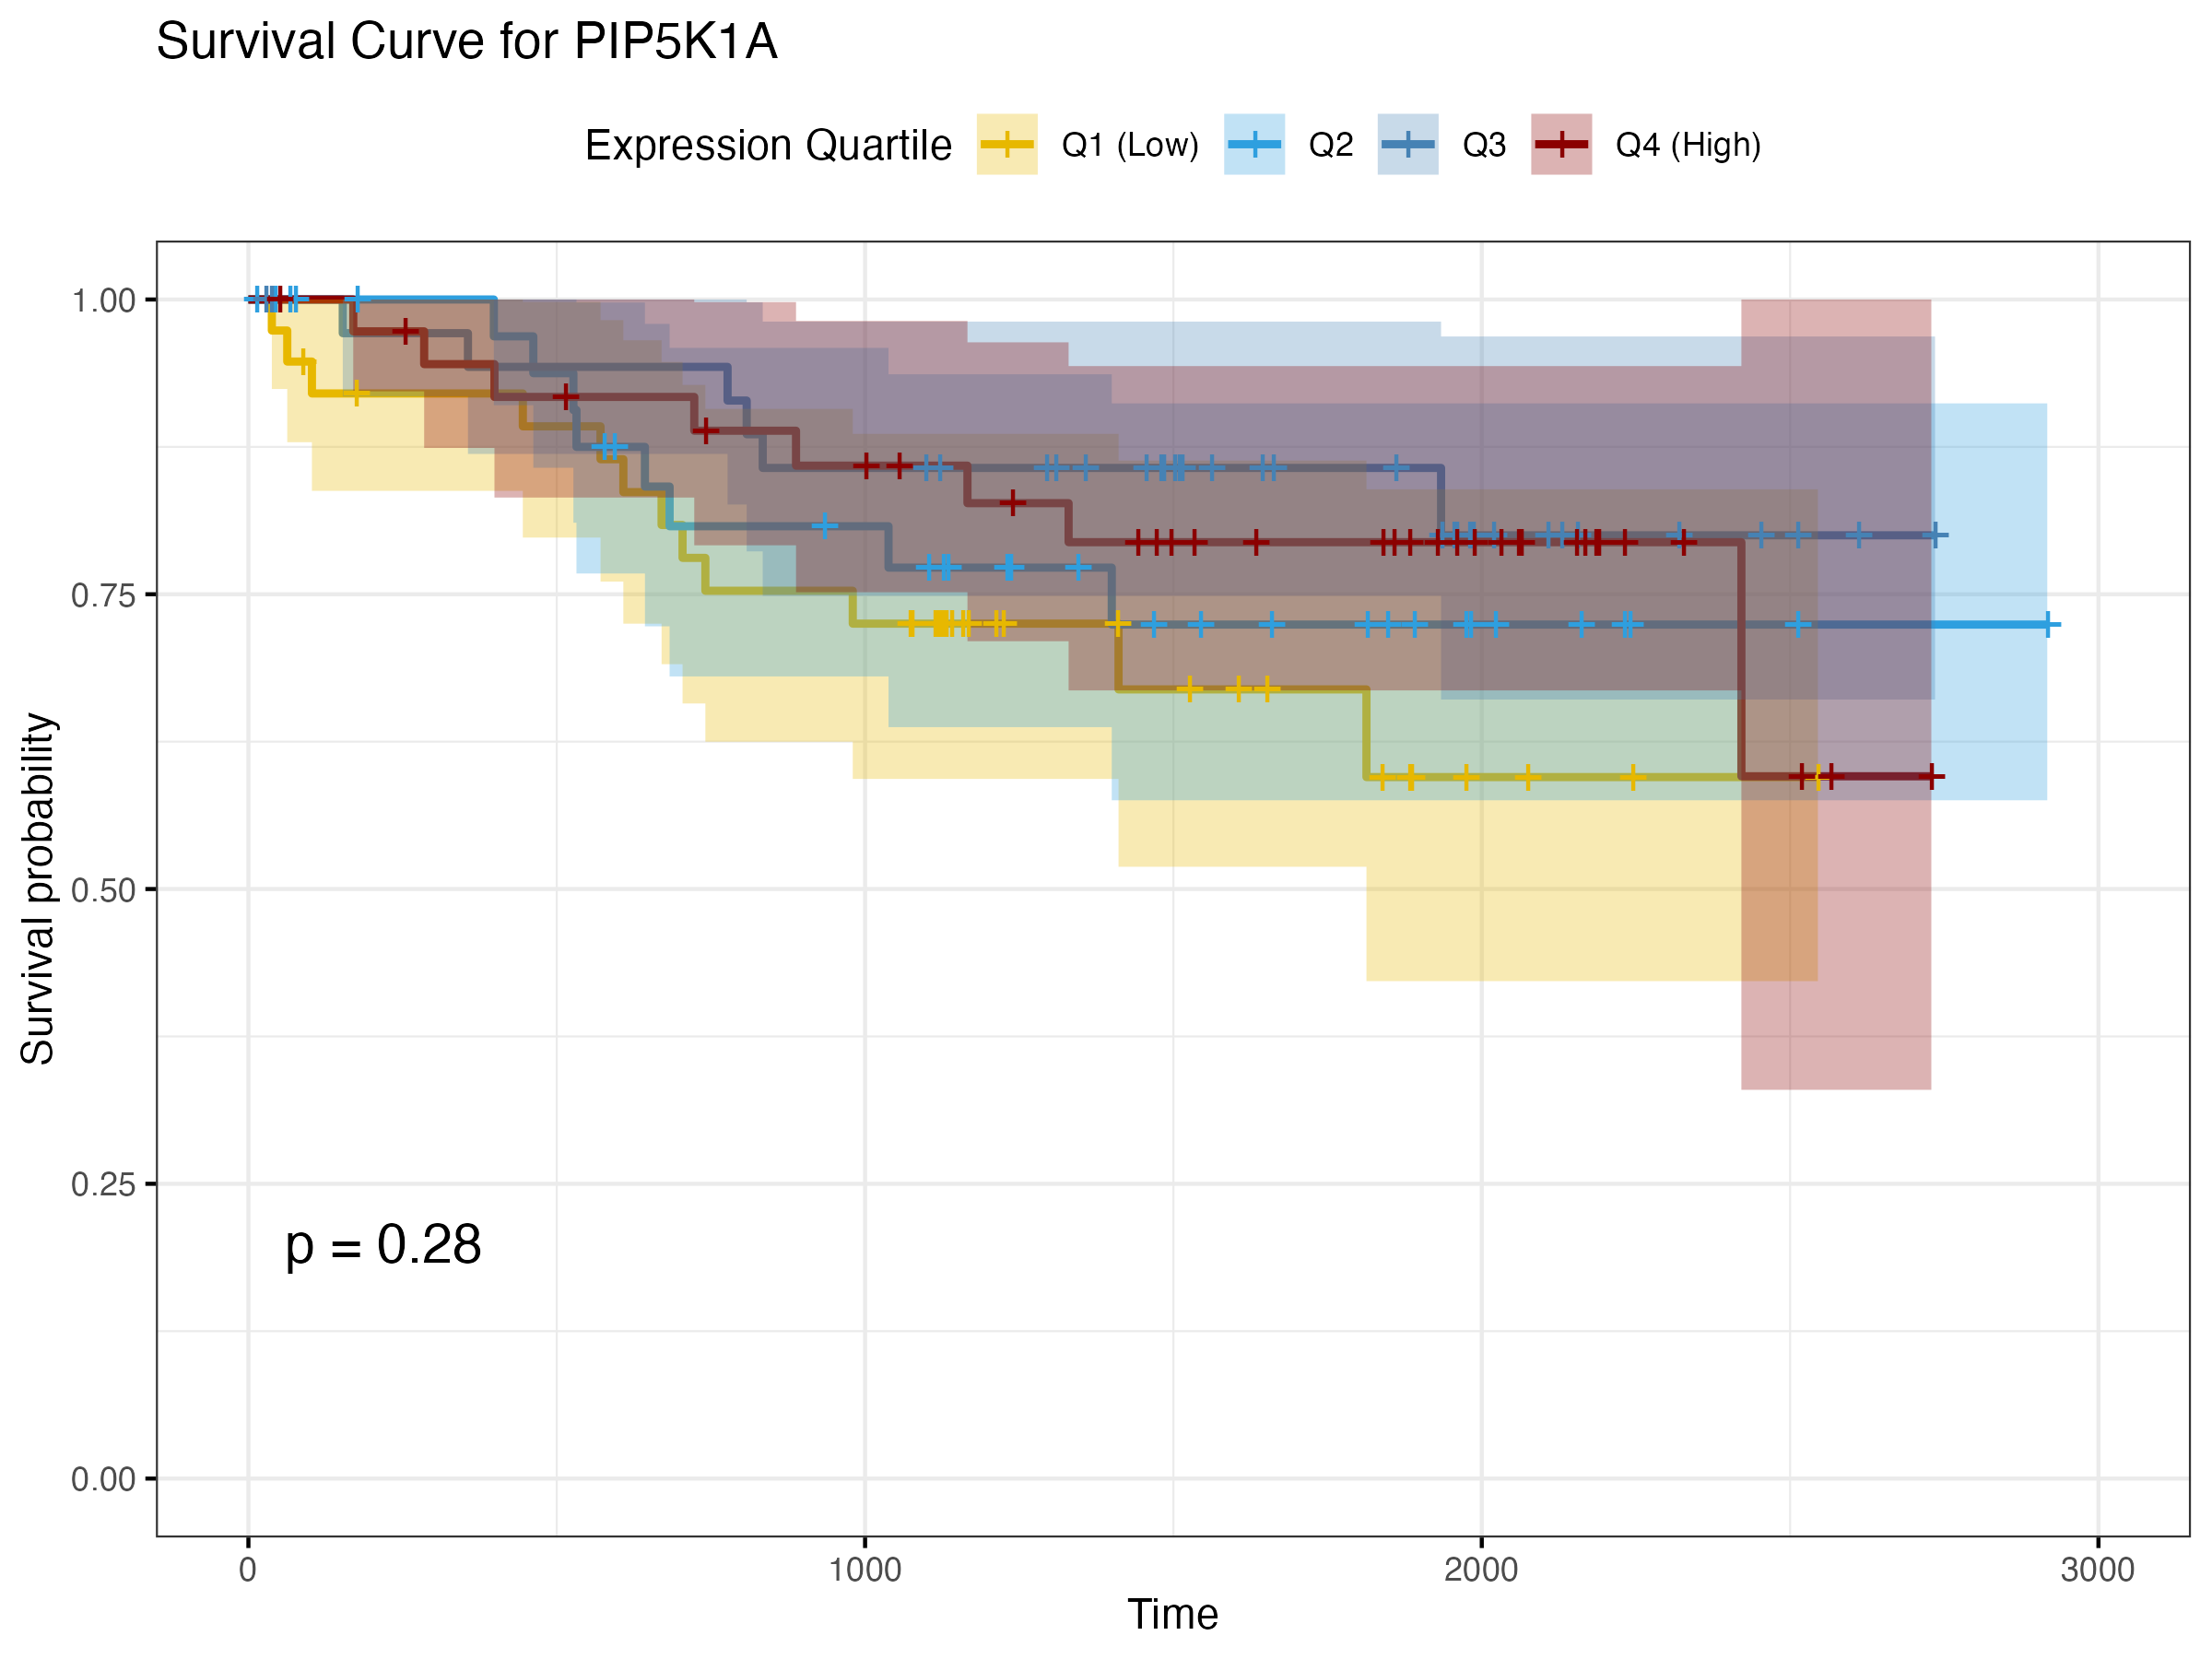 Survival Curve for PIP5K1A
Expression Quartile Q1 (Low) Q2 Q3 Q4 (High)
1.00
0.75
0.50
0.25
0.00
Survival probability
p = 0.28
0 1000 2000 3000
Time